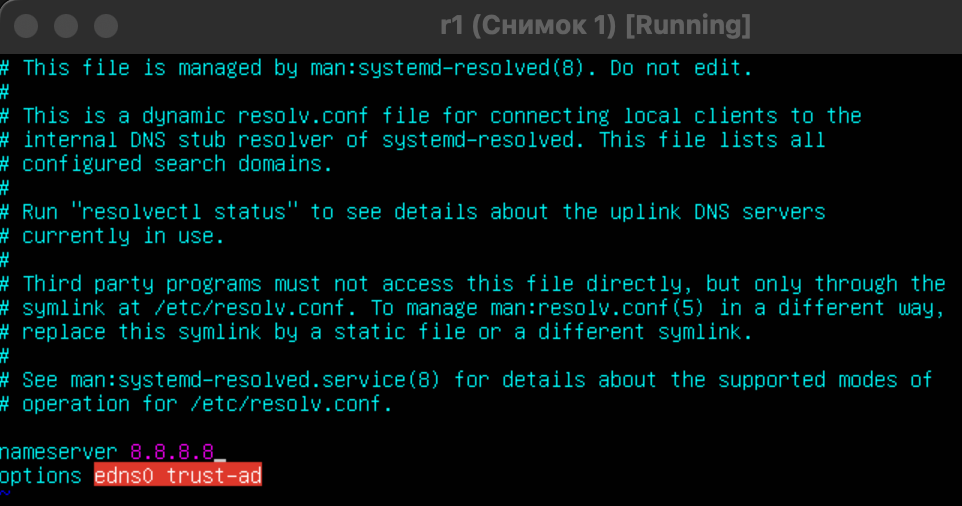 r1 (Снимок 1) [Running]
# This file is managed by man:systemd-resolved(8). Do not edit.
#
# This is a dynamic resolv.conf file for connecting local clients to the
# internal DNS stub resolver of systemd-resolved. This file lists all
# configured search domains.
#
# Run "resolvectl status" to see details about the uplink DNS servers
# currently in use.
#
# Third party programs must not access this file directly, but only through the
# symlink at /etc/resolv.conf. To manage man:resolv.conf(5) in a different way,
# replace this symlink by a static file or a different symlink.
#
# See man:systemd-resolved.service(8) for details about the supported modes of
# operation for /etc/resolv.conf.
nameserver 8.8.8.8
options edns0 trust-ad
~